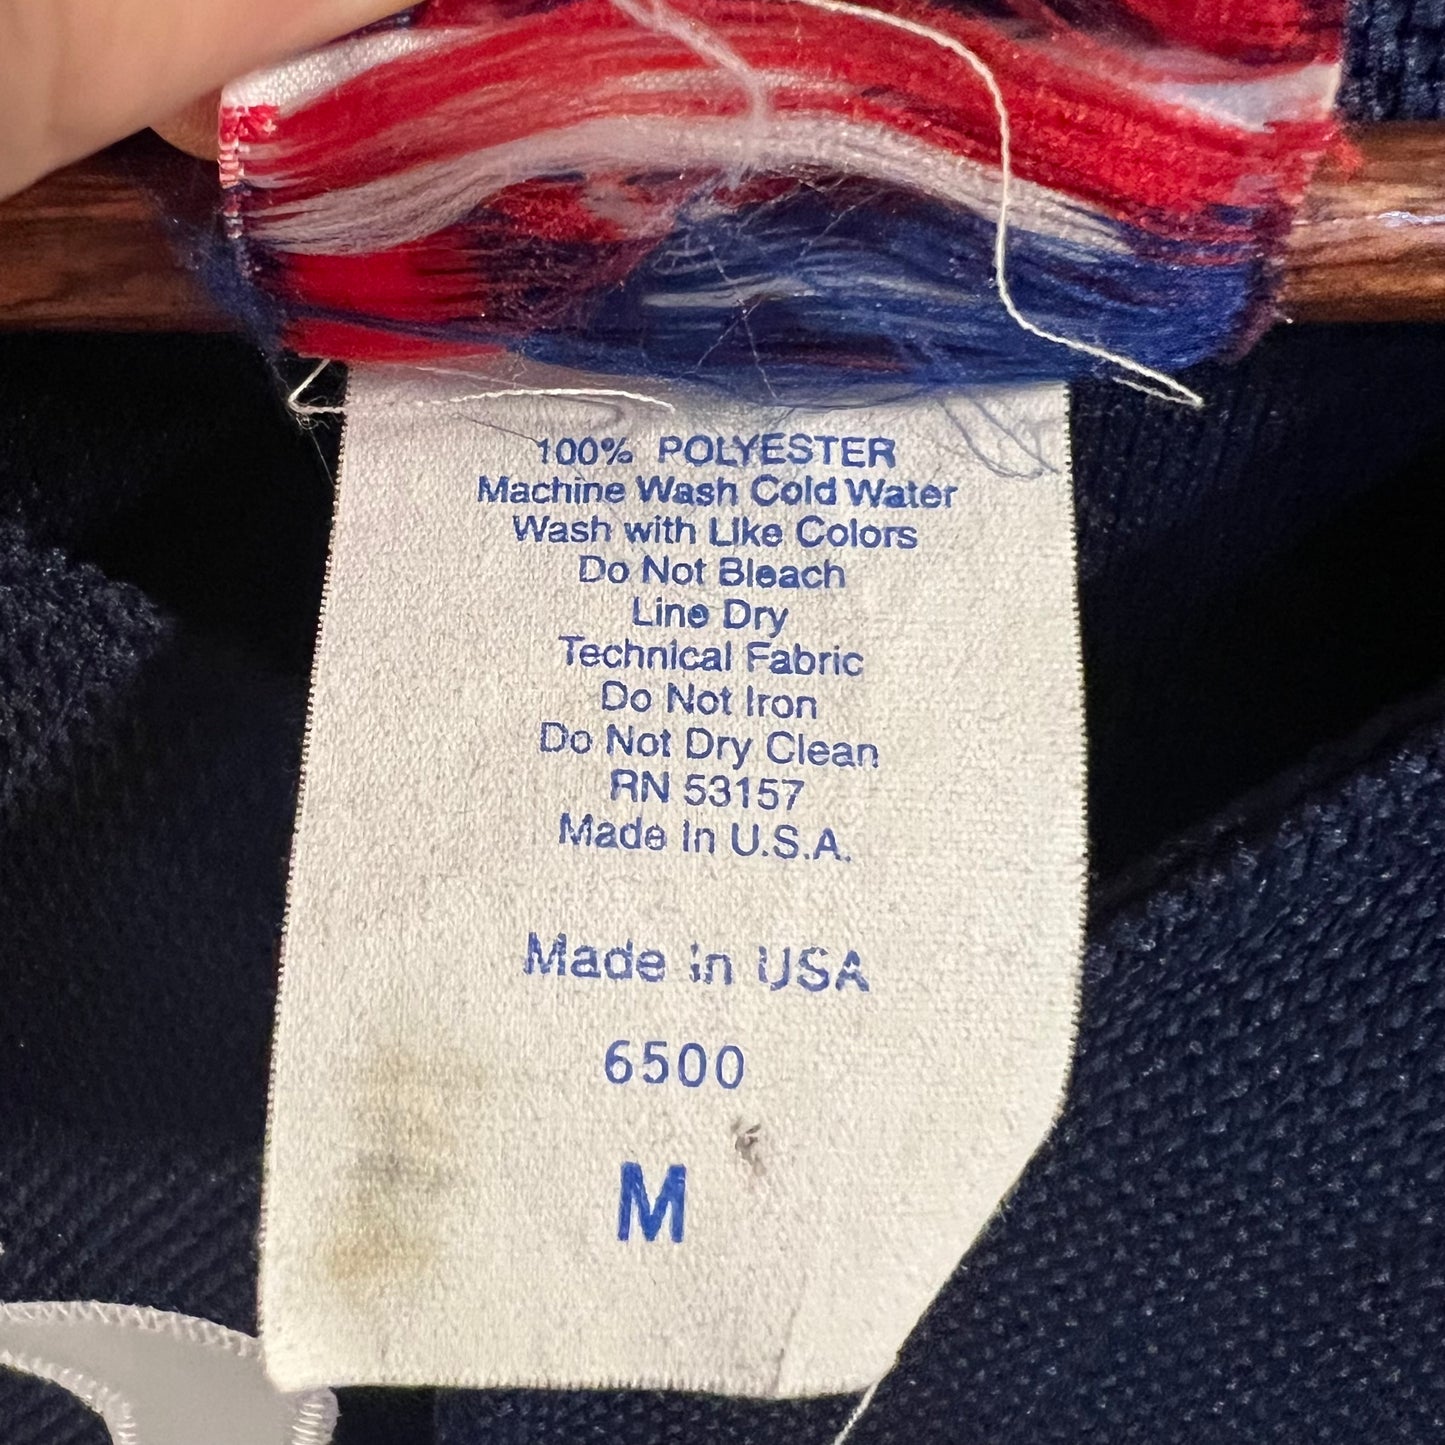 100% POLYESTER
Machine Wash Cold Water
Wash with Like Colors
Do Not Bleach
Line Dry
Technical Fabric
Do Not Iron
Do Not Dry Clean
RN 53157
Made In U.S.A.
Made in USA
6500
M